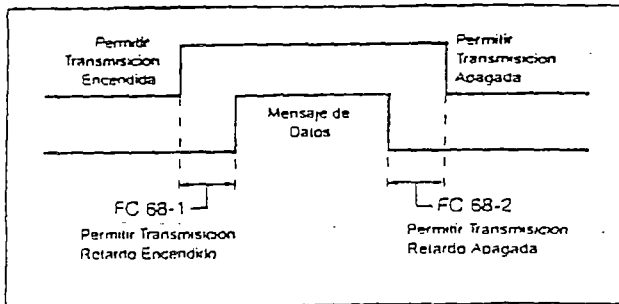 Permitir
Transmision
Encendida
Permitir
Transmision
Apagada
Mensaje de
Datos
FC 68-1
Permitir Transmision
Retardo Encendido
FC 68-2
Permitir Transmision
Retardo Apagada